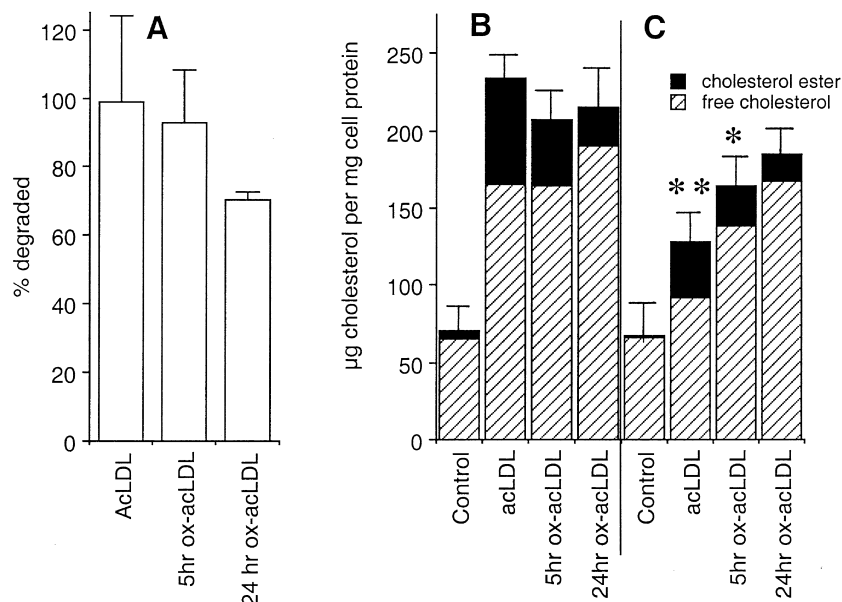 A
% degraded
120
100
80
60
40
20
0
AcLDL
5hr ox-acLDL
24 hr ox-acLDL
B
µg cholesterol per mg cell protein
250
200
150
100
50
0
Control
acLDL
5hr ox-acLDL
24hr ox-acLDL
C
cholesterol ester
free cholesterol
* *
*
Control
acLDL
5hr ox-acLDL
24hr ox-acLDL